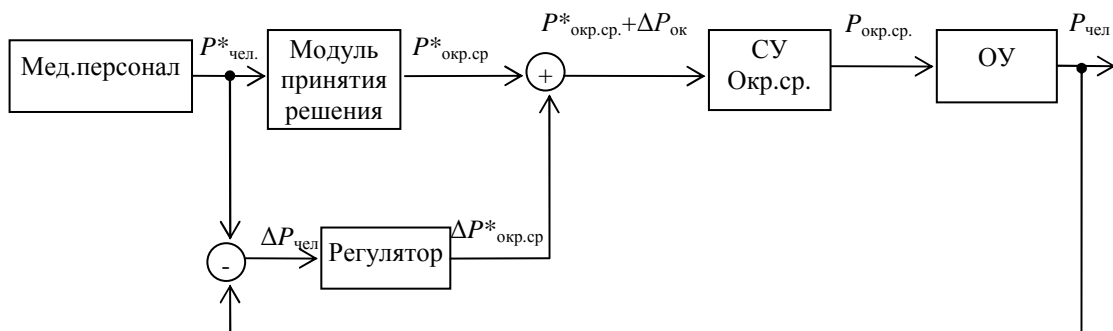 Мед.персонал
P*чел.
Модуль
принятия
решения
P*окр.ср
+
P*окр.ср.+ΔPок
СУ
Окр.ср.
Pокр.ср.
ОУ
Pчел
-
ΔPчел
Регулятор
ΔP*окр.ср